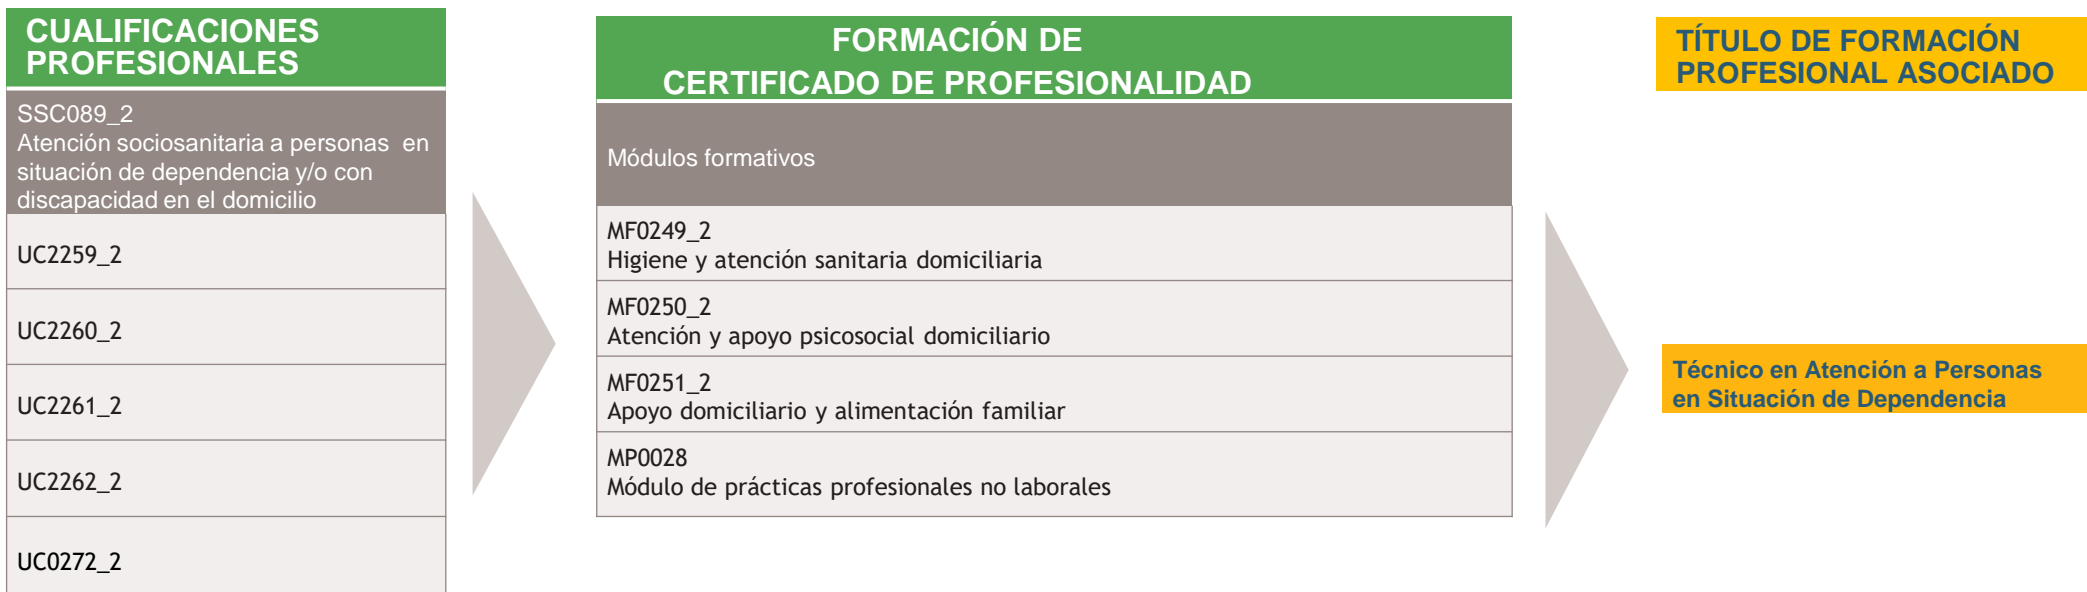 CUALIFICACIONES
PROFESIONALES
SSC089_2
Atención sociosanitaria a personas en
situación de dependencia y/o con
discapacidad en el domicilio
UC2259_2
UC2260_2
UC2261_2
UC2262_2
UC0272_2
FORMACIÓN DE
CERTIFICADO DE PROFESIONALIDAD
Módulos formativos
MF0249_2
Higiene y atención sanitaria domiciliaria
MF0250_2
Atención y apoyo psicosocial domiciliario
MF0251_2
Apoyo domiciliario y alimentación familiar
MP0028
Módulo de prácticas profesionales no laborales
TÍTULO DE FORMACIÓN
PROFESIONAL ASOCIADO
Técnico en Atención a Personas
en Situación de Dependencia